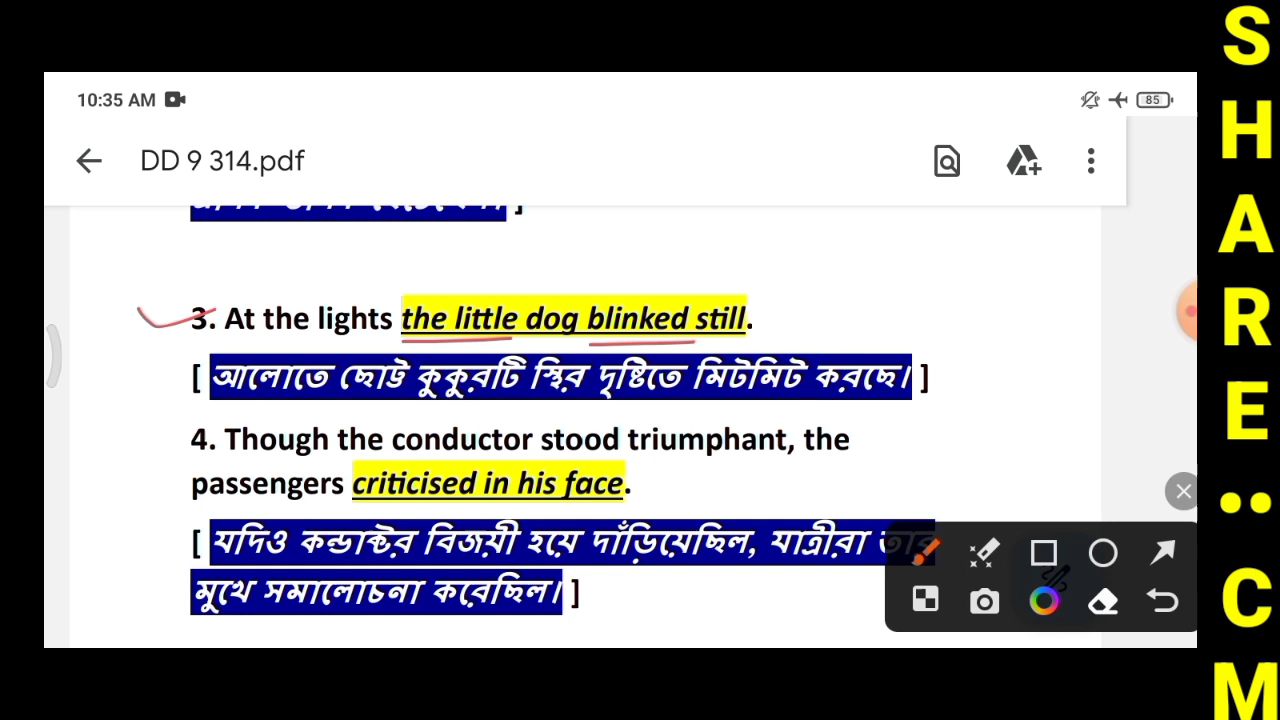 10:35 AM
85
DD 9 314.pdf
]
3. At the lights the little dog blinked still.
[ আলোতে ছোট্ট কুকুরটি স্থির দৃষ্টিতে মিটমিট করছে। ]
4. Though the conductor stood triumphant, the
passengers criticised in his face.
[ যদিও কন্ডাক্টর বিজয়ী হয়ে দাঁড়িয়েছিল, যাত্রীরা তার
মুখে সমালোচনা করেছিল। ]
SHARE..CM